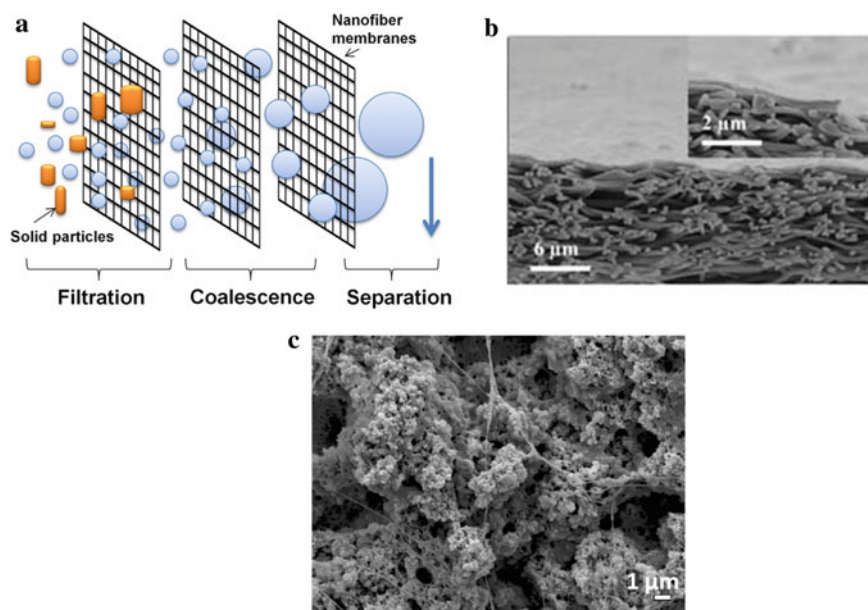 a
Nanofiber
membranes
Solid particles
Filtration
Coalescence
Separation
b
2 μm
6 μm
c
1 μm